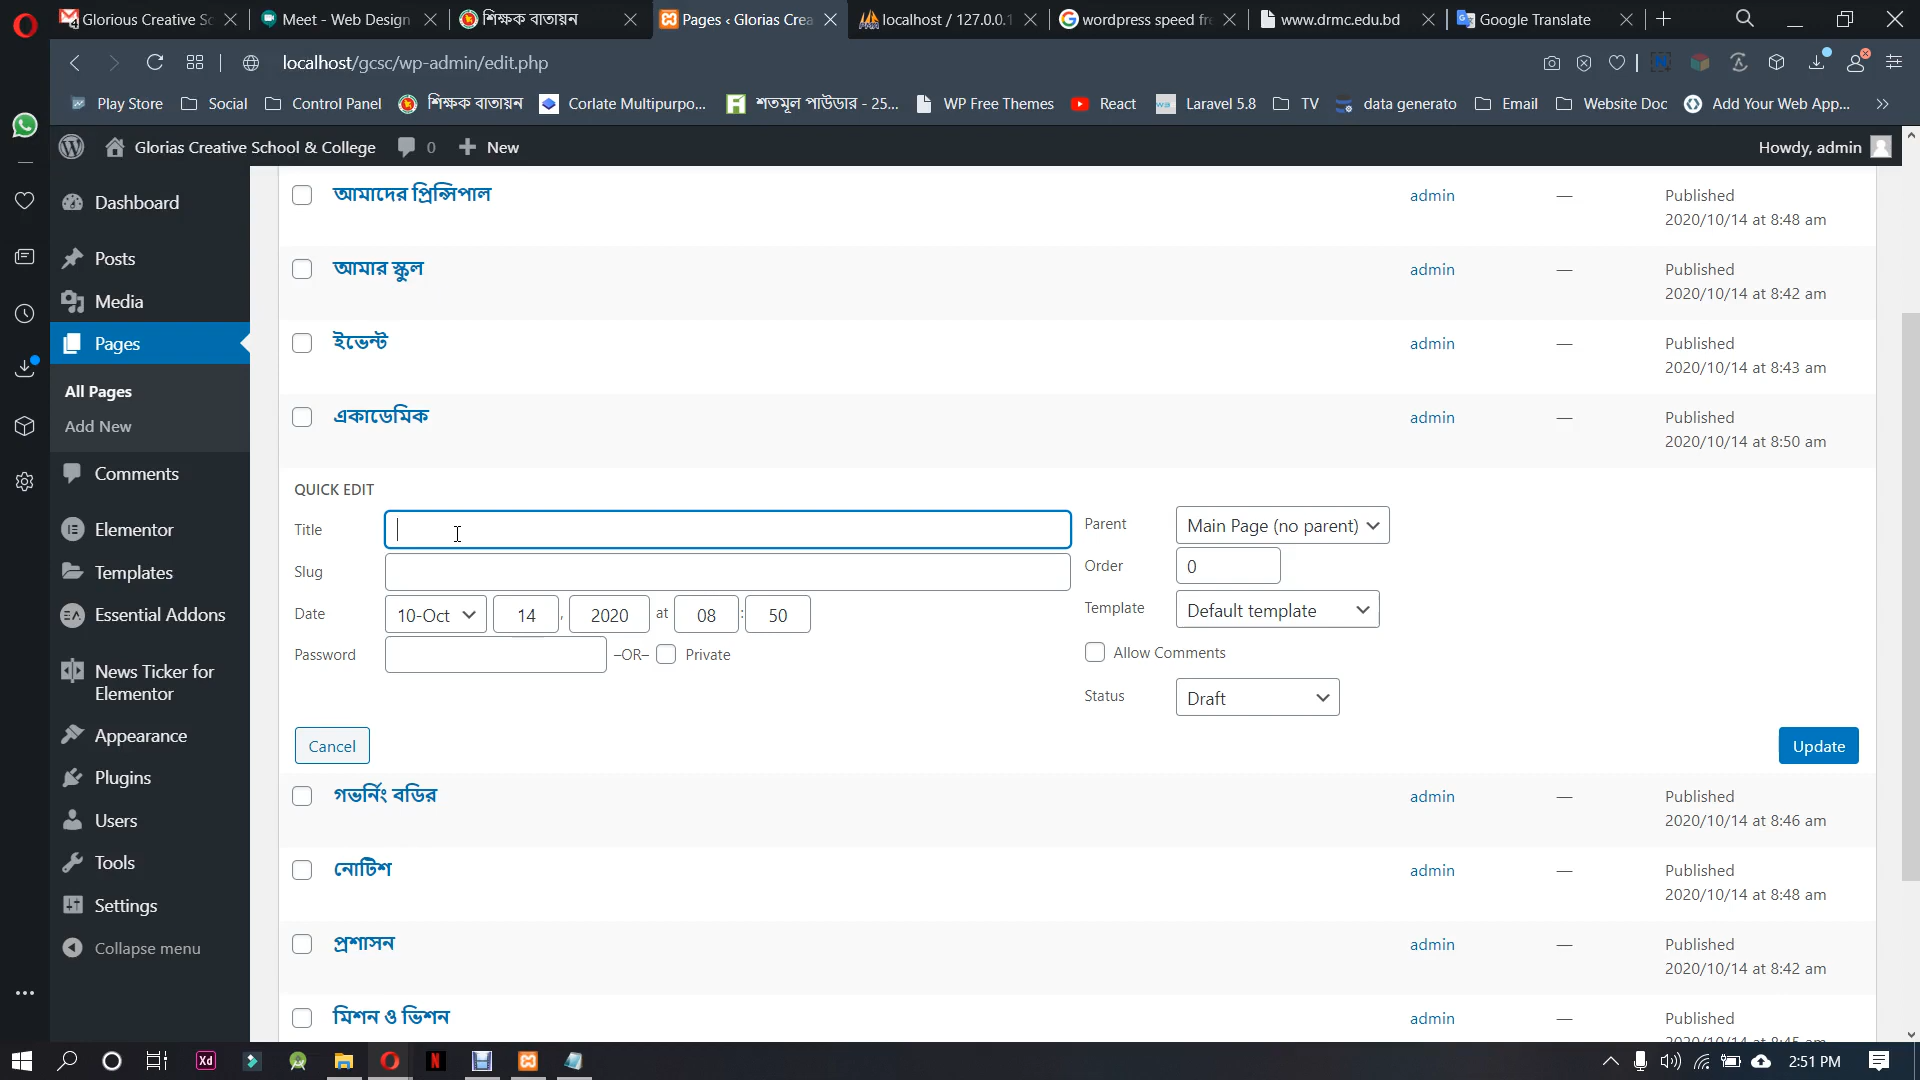 Glorious Creative Sc
Meet - Web Design
শিক্ষক বাতায়ন
Pages ‹ Glorias Crea
localhost / 127.0.0.1
wordpress speed fr
www.drmc.edu.bd
Google Translate
localhost/gcsc/wp-admin/edit.php
Play Store
Social
Control Panel
শিক্ষক বাতায়ন
Corlate Multipurpo...
শতমূল পাউডার - 25...
WP Free Themes
React
Laravel 5.8
TV
data generato
Email
Website Doc
Add Your Web App...
Glorias Creative School & College
0
New
Howdy, admin
Dashboard
Posts
Media
Pages
All Pages
Add New
Comments
Elementor
Templates
Essential Addons
News Ticker for
Elementor
Appearance
Plugins
Users
Tools
Settings
Collapse menu
আমাদের প্রিন্সিপাল admin — Published
2020/10/14 at 8:48 am
আমার স্কুল admin — Published
2020/10/14 at 8:42 am
ইভেন্ট admin — Published
2020/10/14 at 8:43 am
একাডেমিক admin — Published
2020/10/14 at 8:50 am
QUICK EDIT
Title
Slug
Date 10-Oct 14 , 2020 at 08 : 50
Password –OR– Private
Parent Main Page (no parent)
Order 0
Template Default template
Allow Comments
Status Draft
Cancel
Update
গভর্নিং বডির admin — Published
2020/10/14 at 8:46 am
নোটিশ admin — Published
2020/10/14 at 8:48 am
প্রশাসন admin — Published
2020/10/14 at 8:42 am
মিশন ও ভিশন admin — Published
Xd
N
2:51 PM